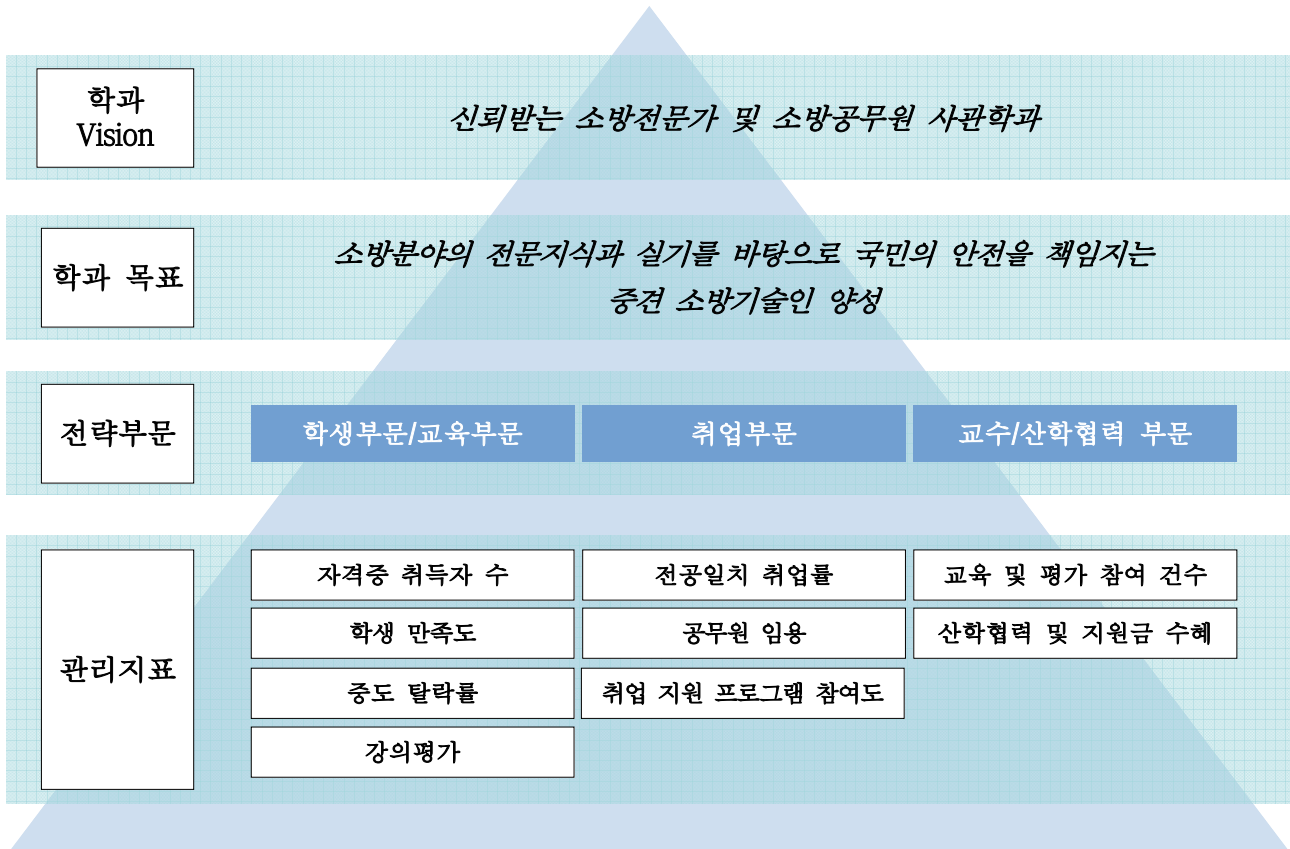 학과
Vision
신뢰받는 소방전문가 및 소방공무원 사관학과
학과 목표
소방분야의 전문지식과 실기를 바탕으로 국민의 안전을 책임지는
중견 소방기술인 양성
전략부문
학생부문/교육부문
취업부문
교수/산학협력 부문
관리지표
자격증 취득자 수
전공일치 취업률
교육 및 평가 참여 건수
학생 만족도
공무원 임용
산학협력 및 지원금 수혜
중도 탈락률
취업 지원 프로그램 참여도
강의평가